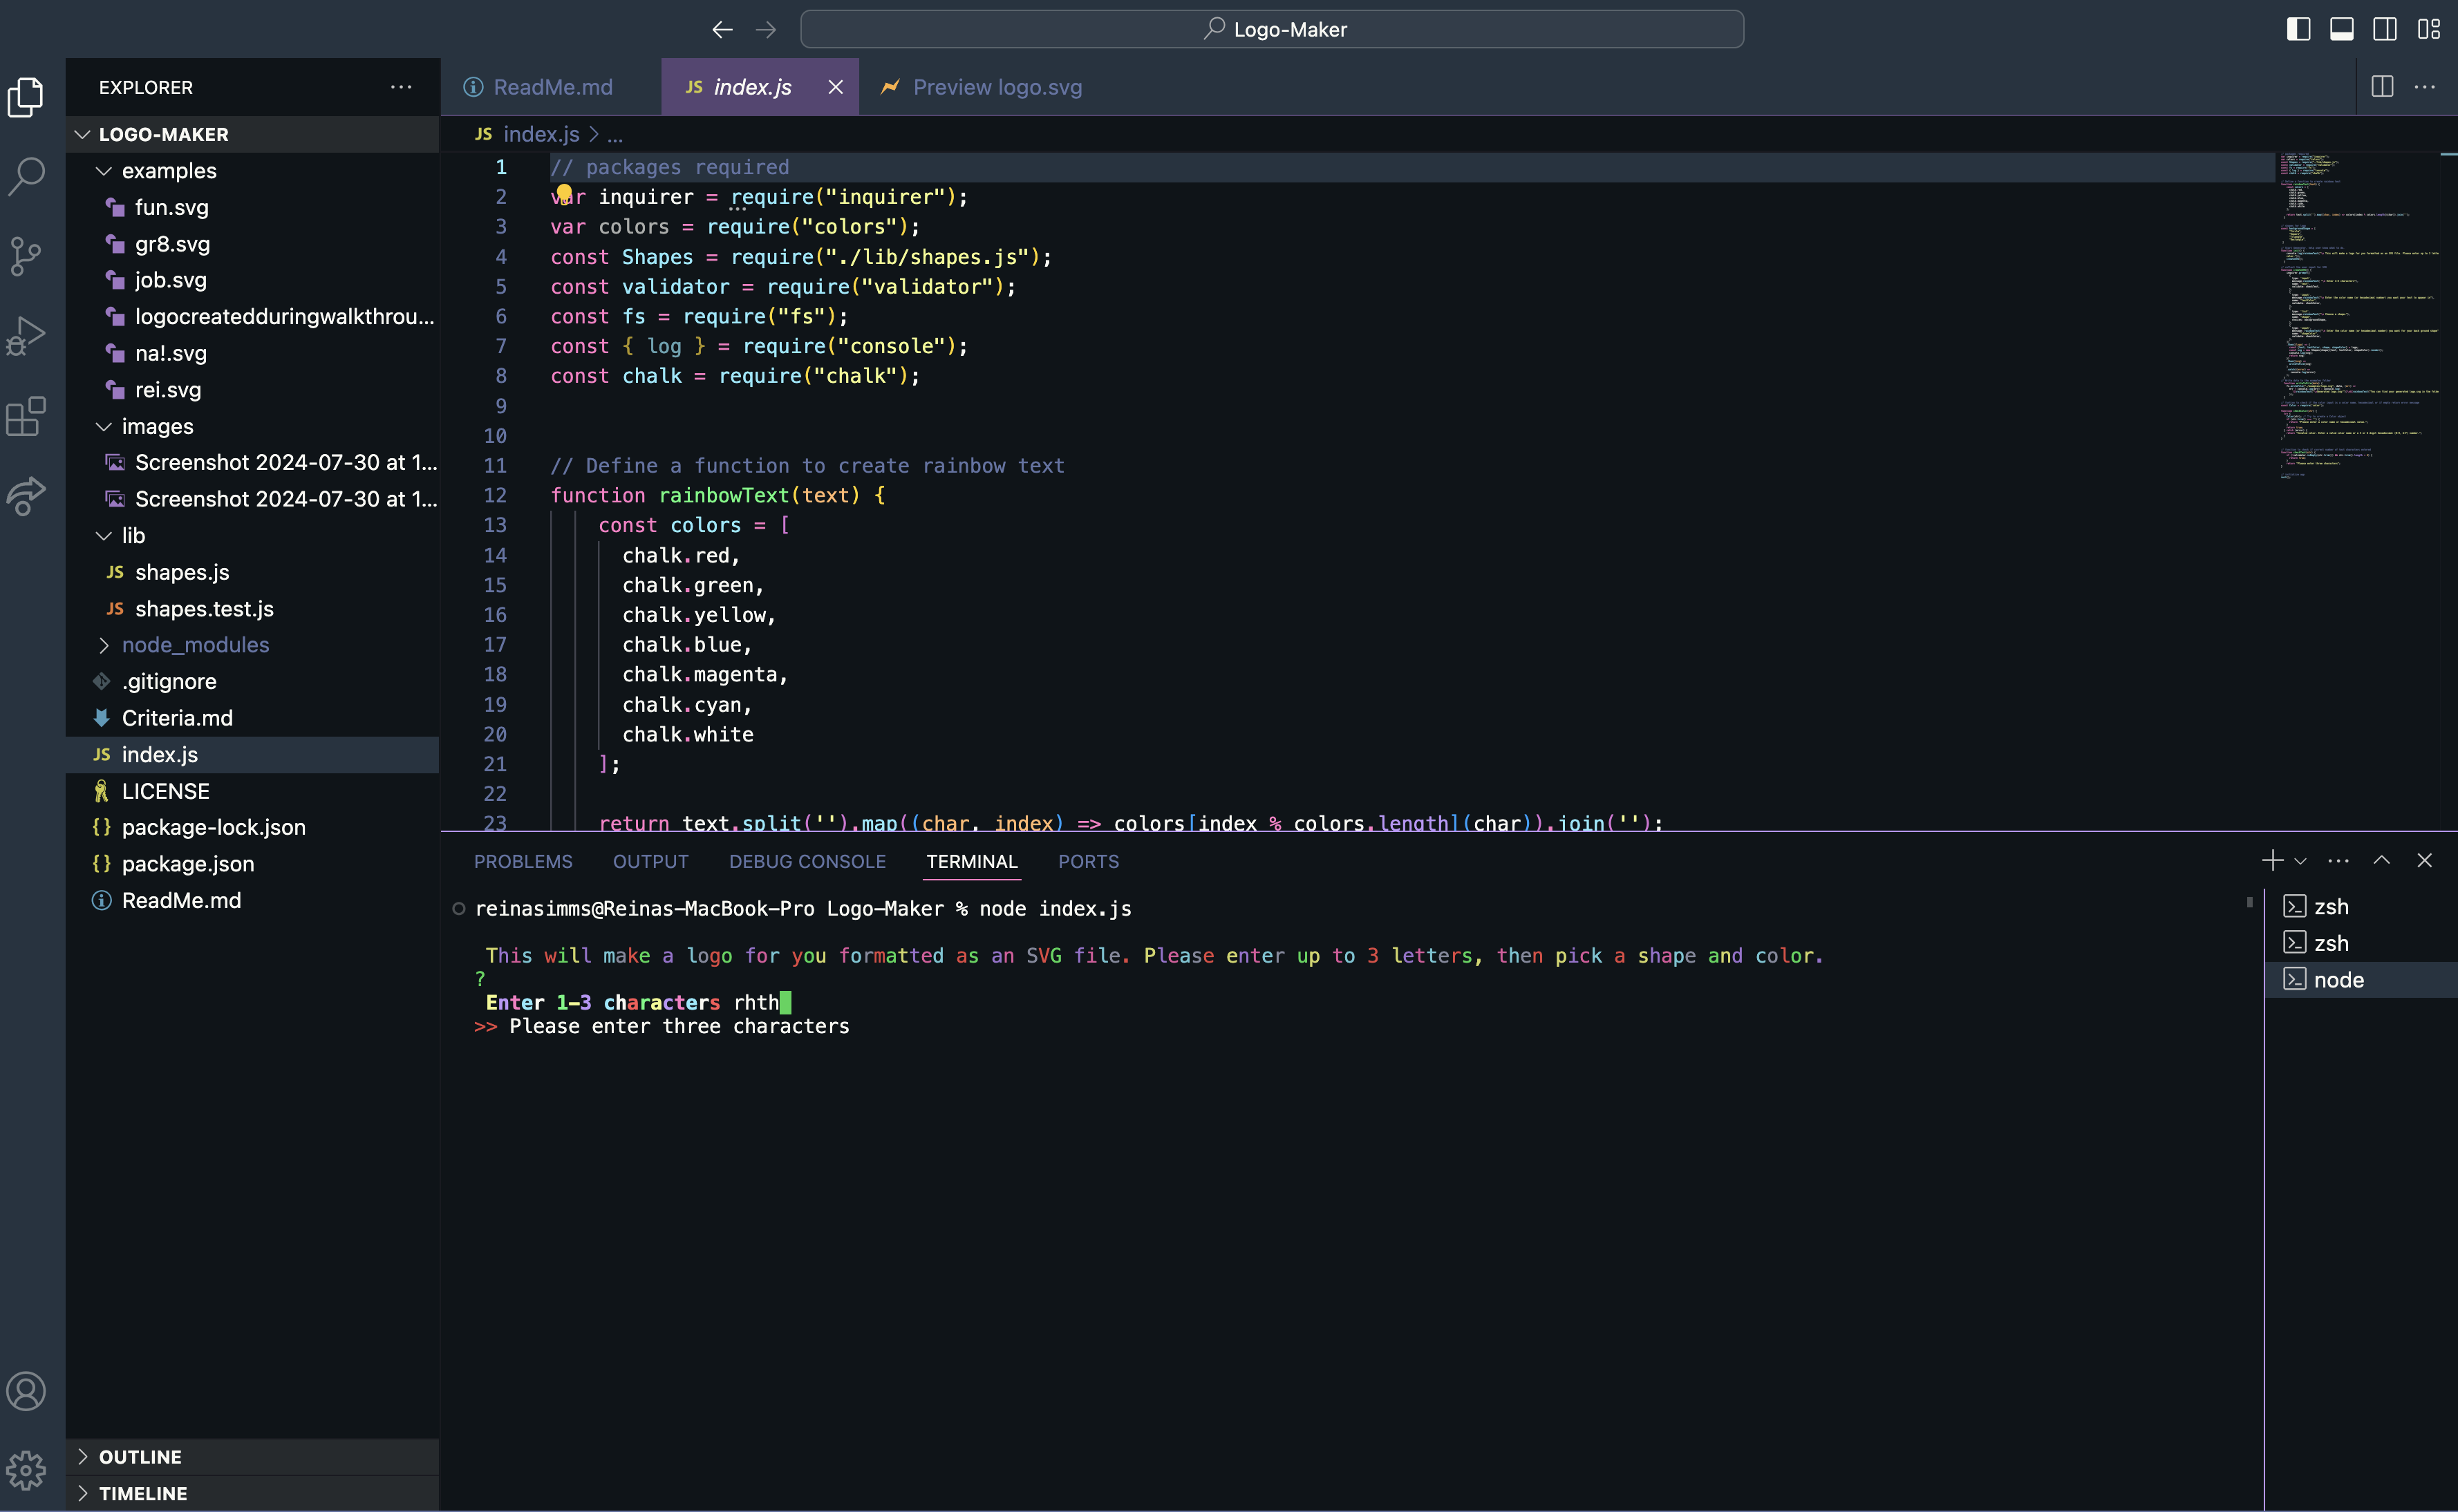 Logo-Maker
EXPLORER
LOGO-MAKER
examples
fun.svg
gr8.svg
job.svg
logocreatedduringwalkthrou...
na!.svg
rei.svg
images
Screenshot 2024-07-30 at 1...
Screenshot 2024-07-30 at 1...
lib
JS shapes.js
JS shapes.test.js
node_modules
.gitignore
Criteria.md
JS index.js
LICENSE
{} package-lock.json
{} package.json
ReadMe.md
OUTLINE
TIMELINE
ReadMe.md
JS index.js
Preview logo.svg
JS index.js > ...
1 // packages required
2 var inquirer = require("inquirer");
3 var colors = require("colors");
4 const Shapes = require("./lib/shapes.js");
5 const validator = require("validator");
6 const fs = require("fs");
7 const { log } = require("console");
8 const chalk = require("chalk");
9
10
11 // Define a function to create rainbow text
12 function rainbowText(text) {
13 const colors = [
14 chalk.red,
15 chalk.green,
16 chalk.yellow,
17 chalk.blue,
18 chalk.magenta,
19 chalk.cyan,
20 chalk.white
21 ];
22
23 return text.split('').map((char, index) => colors[index % colors.length](char)).join('');
PROBLEMS OUTPUT DEBUG CONSOLE TERMINAL PORTS
reinasimms@Reinas-MacBook-Pro Logo-Maker % node index.js
This will make a logo for you formatted as an SVG file. Please enter up to 3 letters, then pick a shape and color.
?
Enter 1-3 characters rhth
>> Please enter three characters
zsh
zsh
node